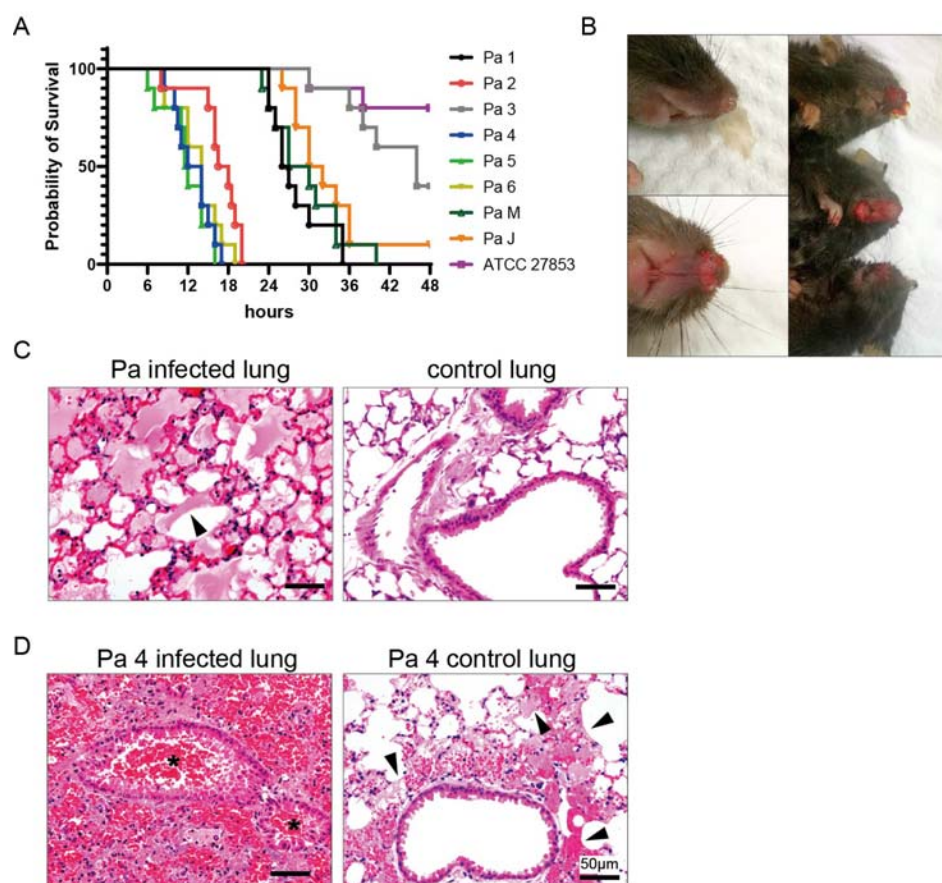 A
Probability of Survival
100
50
0
0 6 12 18 24 30 36 42 48
hours
Pa 1
Pa 2
Pa 3
Pa 4
Pa 5
Pa 6
Pa M
Pa J
ATCC 27853
B
C
Pa infected lung
control lung
D
Pa 4 infected lung
Pa 4 control lung
*
*
50µm